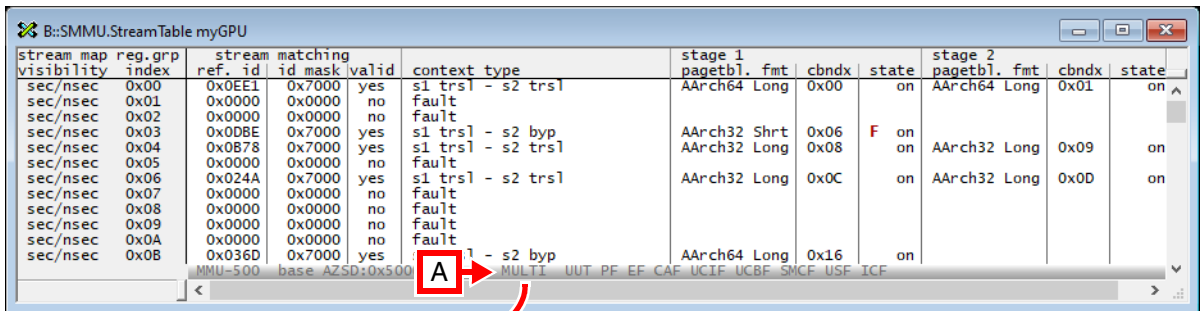 B::SMMU.StreamTable myGPU
stream map reg.grp stream matching stage 1 stage 2
visibility index ref. id id mask valid context type pagetbl. fmt cbndx state pagetbl. fmt cbndx state
sec/nsec 0x00 0x0EE1 0x7000 yes s1 trsl - s2 trsl AArch64 Long 0x00 on AArch64 Long 0x01 on
sec/nsec 0x01 0x0000 0x0000 no fault
sec/nsec 0x02 0x0000 0x0000 no fault
sec/nsec 0x03 0x0DBE 0x7000 yes s1 trsl - s2 byp AArch32 Shrt 0x06 F on
sec/nsec 0x04 0x0B78 0x7000 yes s1 trsl - s2 trsl AArch32 Long 0x08 on AArch32 Long 0x09 on
sec/nsec 0x05 0x0000 0x0000 no fault
sec/nsec 0x06 0x024A 0x7000 yes s1 trsl - s2 trsl AArch32 Long 0x0C on AArch32 Long 0x0D on
sec/nsec 0x07 0x0000 0x0000 no fault
sec/nsec 0x08 0x0000 0x0000 no fault
sec/nsec 0x09 0x0000 0x0000 no fault
sec/nsec 0x0A 0x0000 0x0000 no fault
sec/nsec 0x0B 0x036D 0x7000 yes - s2 byp AArch64 Long 0x16 on
MMU-500 base AZSD:0x500 A MULTI UUT PF EF CAF UCIF UCBF SMCF USF ICF